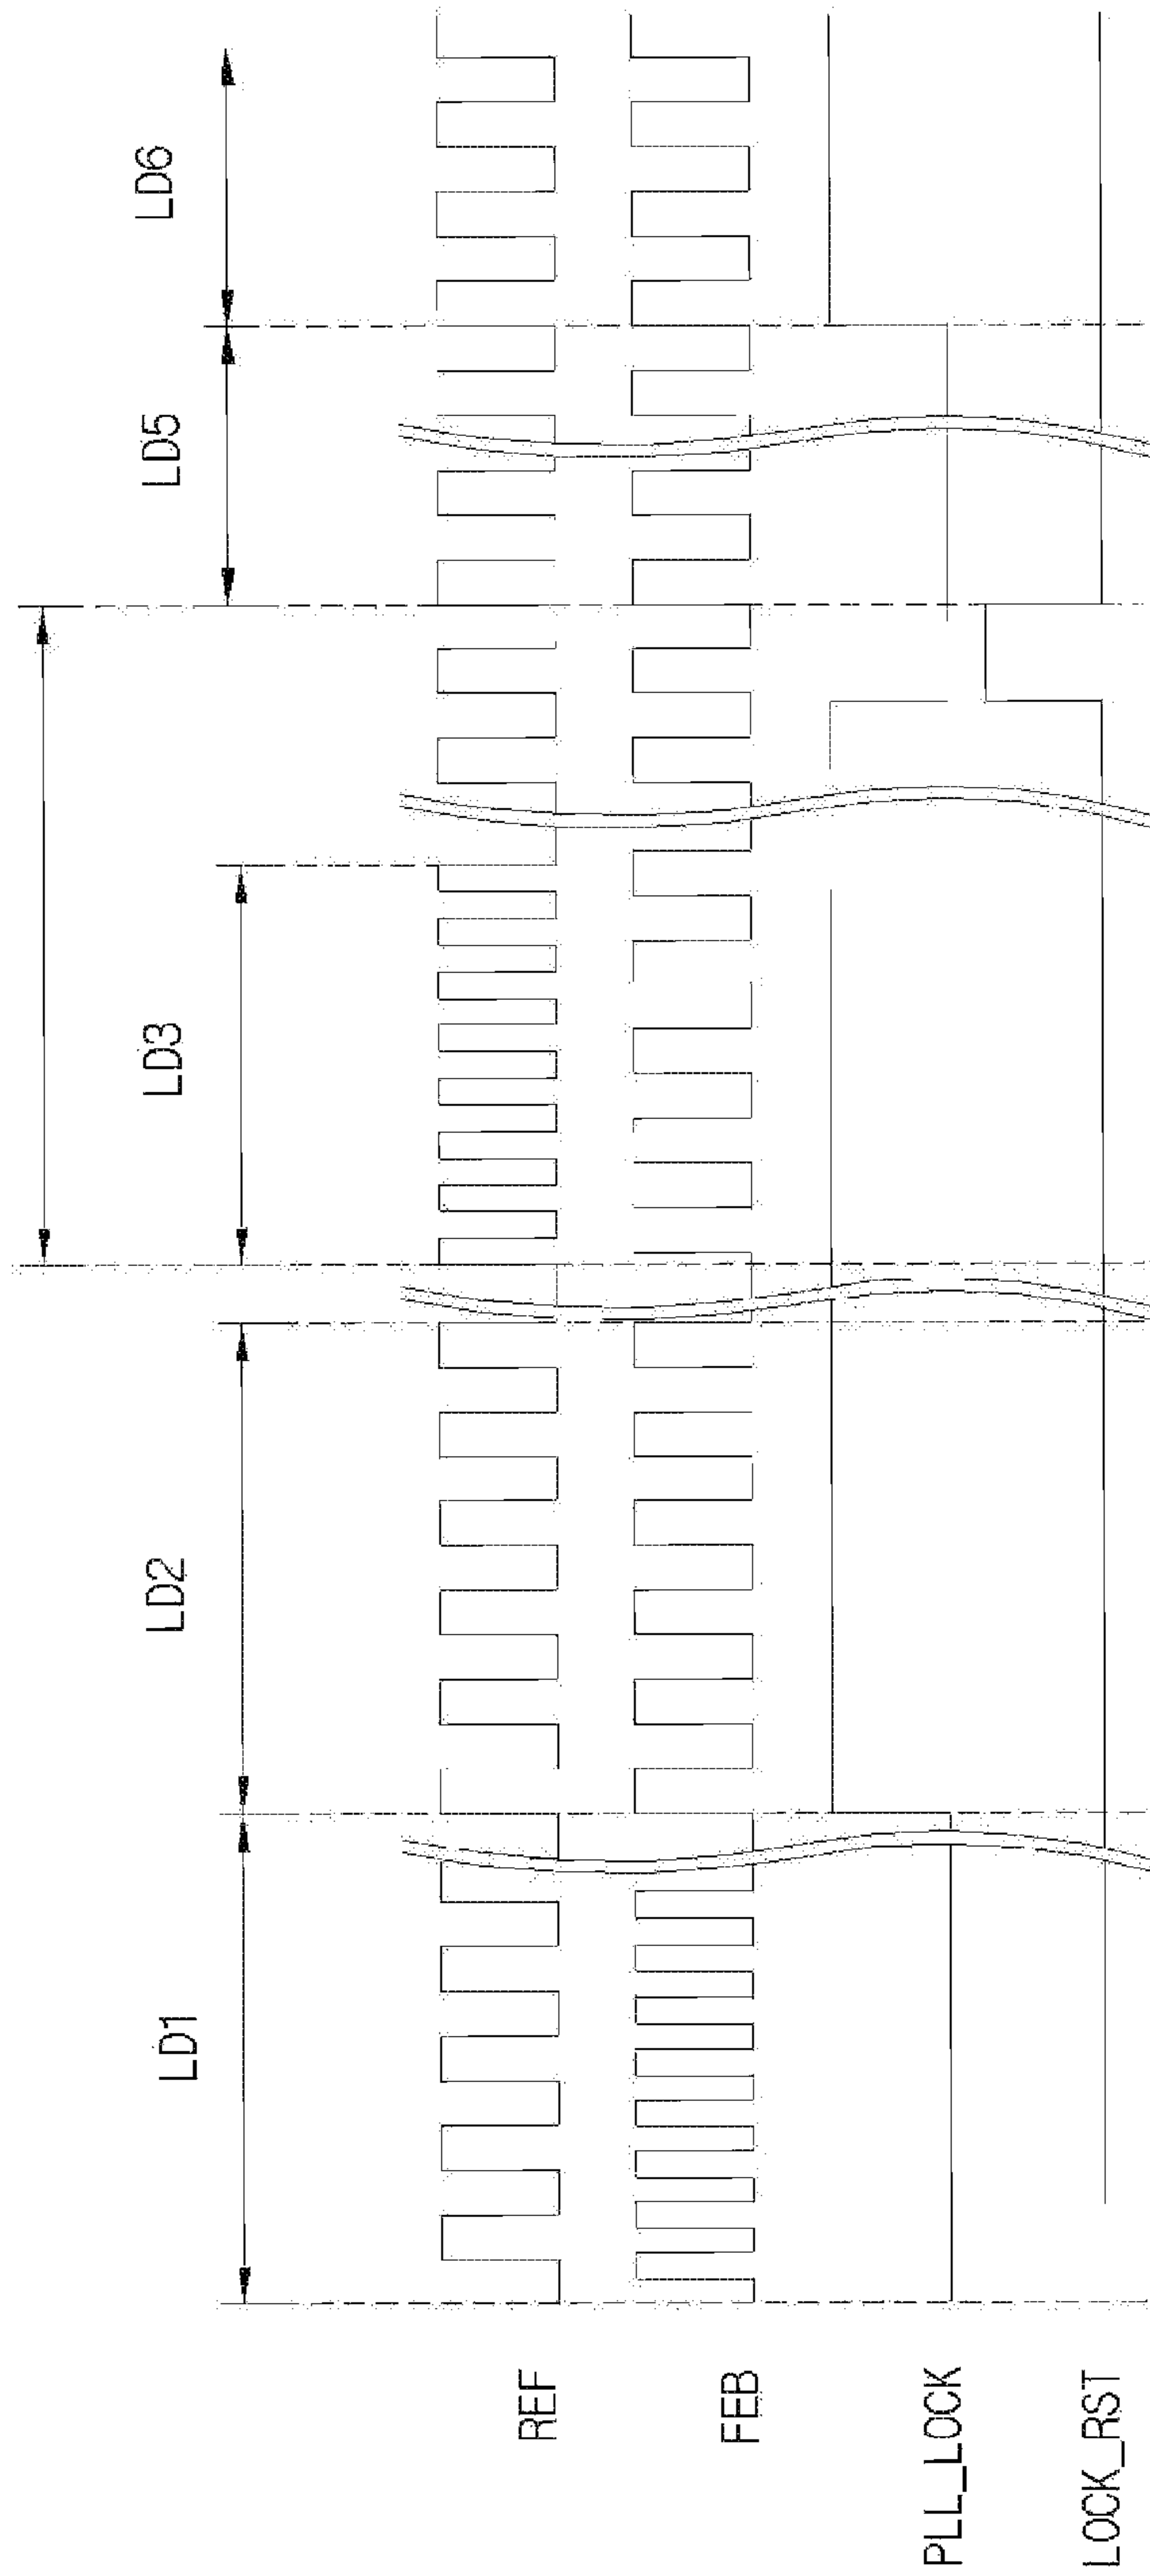 LD1
LD2
LD3
LD5
LD6
REF
FEB
PLL_LOCK
LOCK_RST